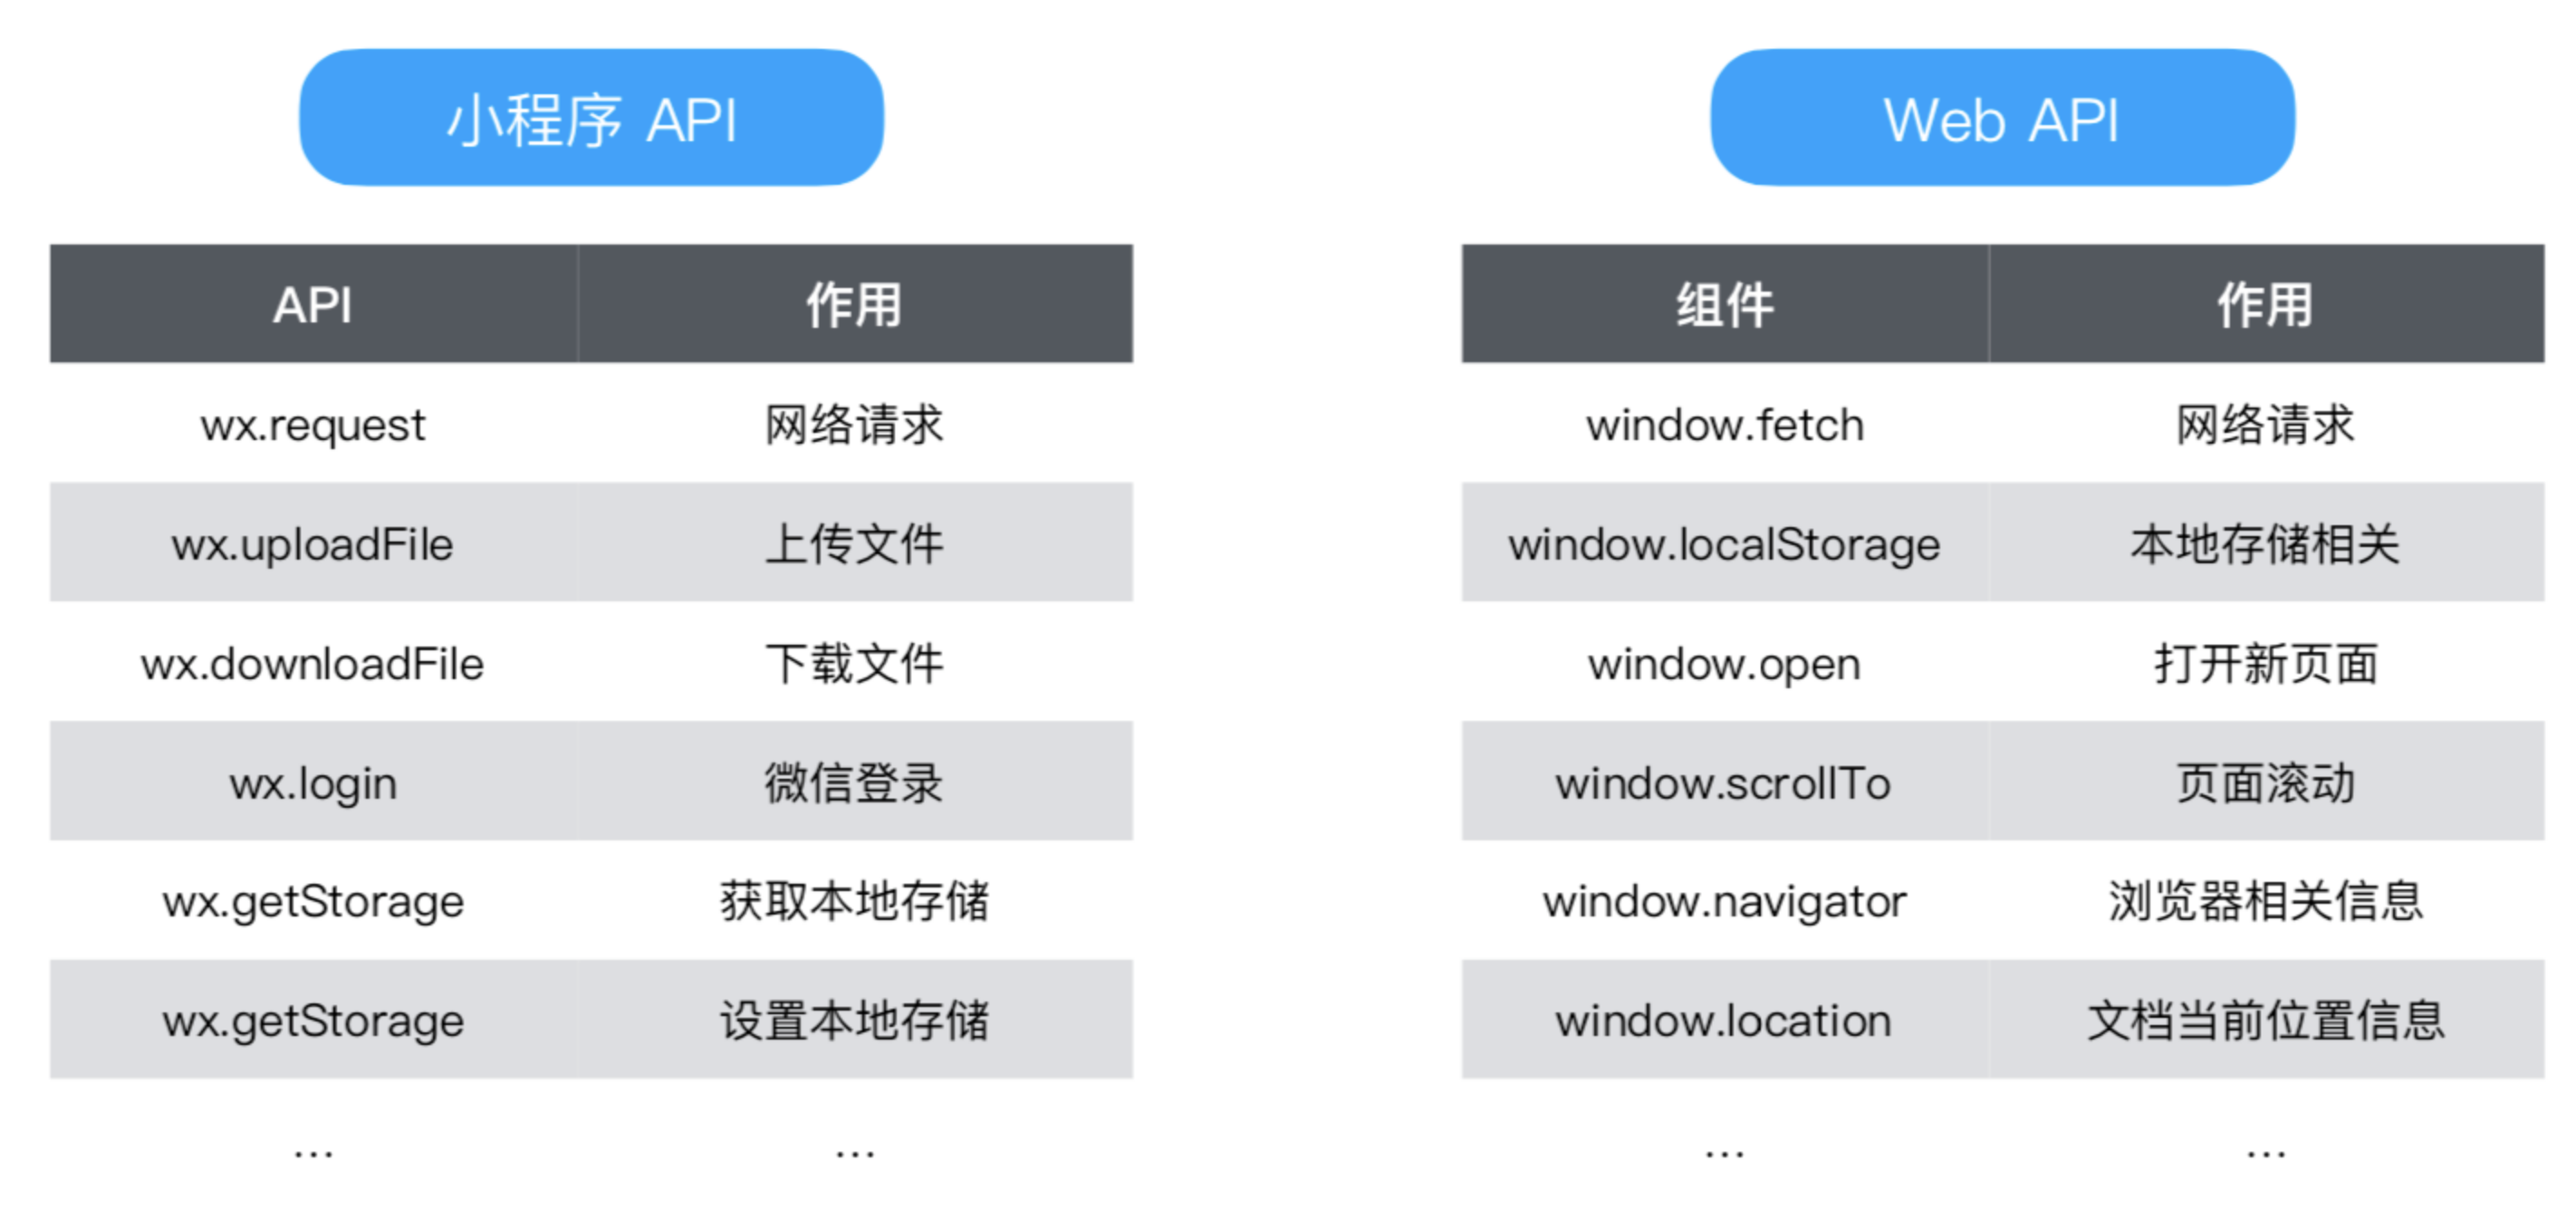 小程序 API
API 作用
wx.request 网络请求
wx.uploadFile 上传文件
wx.downloadFile 下载文件
wx.login 微信登录
wx.getStorage 获取本地存储
wx.getStorage 设置本地存储
... ...
Web API
组件 作用
window.fetch 网络请求
window.localStorage 本地存储相关
window.open 打开新页面
window.scrollTo 页面滚动
window.navigator 浏览器相关信息
window.location 文档当前位置信息
... ...